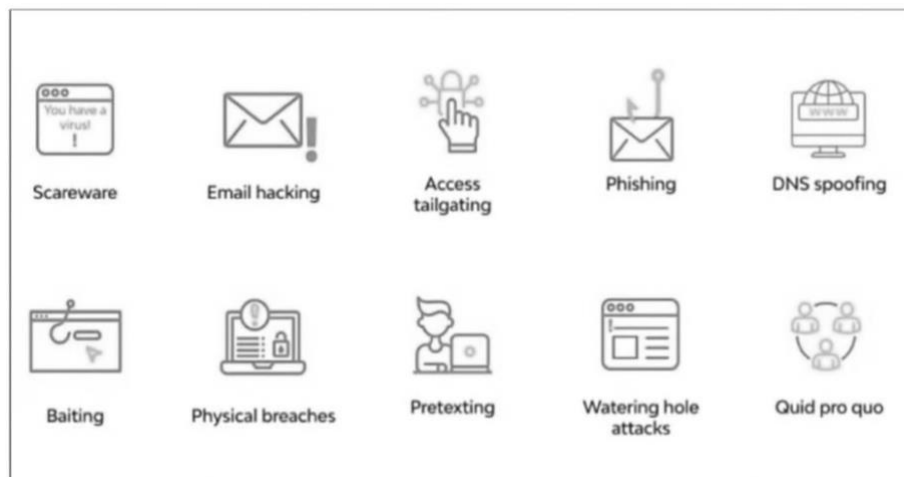 You have a
virus!
!
Scareware
Email hacking
Access
tailgating
Phishing
www
DNS spoofing
Baiting
Physical breaches
Pretexting
Watering hole
attacks
Quid pro quo